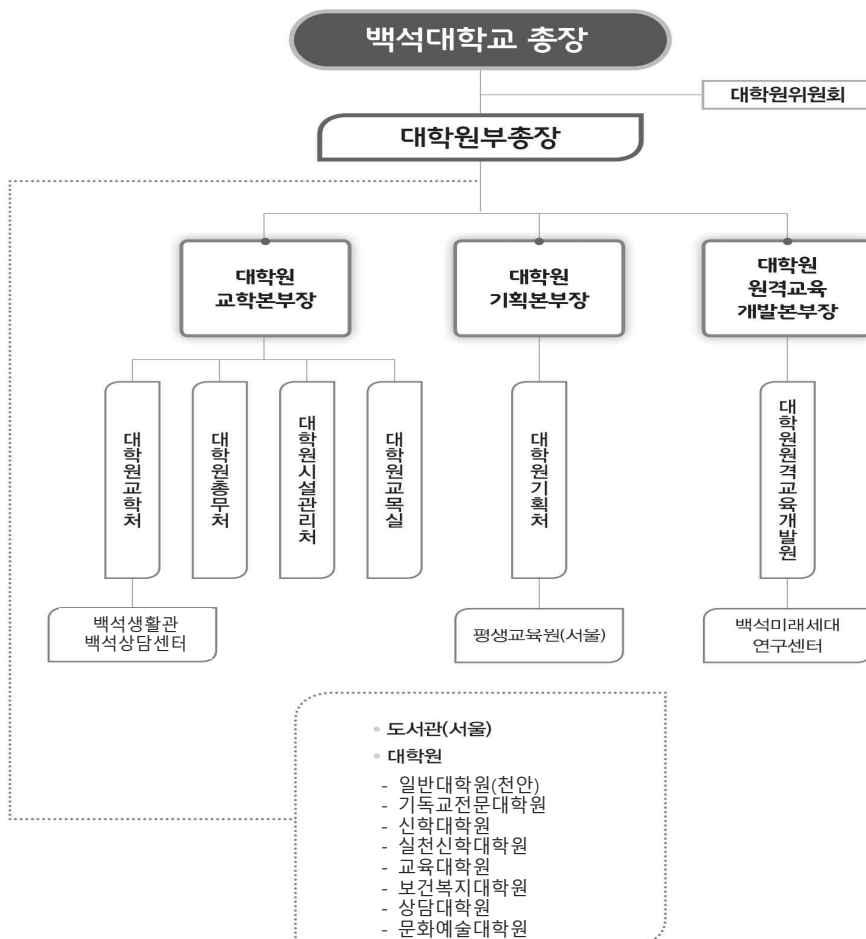 백석대학교 총장
대학원위원회
대학원부총장
대학원
교학본부장
대학원
기획본부장
대학원
원격교육
개발본부장
대학원교학처
대학원총무처
대학원시설관리처
대학원교목실
대학원기획처
대학원원격교육개발원
백석생활관
백석상담센터
평생교육원(서울)
백석미래세대
연구센터
• 도서관(서울)
• 대학원
- 일반대학원(천안)
- 기독교전문대학원
- 신학대학원
- 실천신학대학원
- 교육대학원
- 보건복지대학원
- 상담대학원
- 문화예술대학원